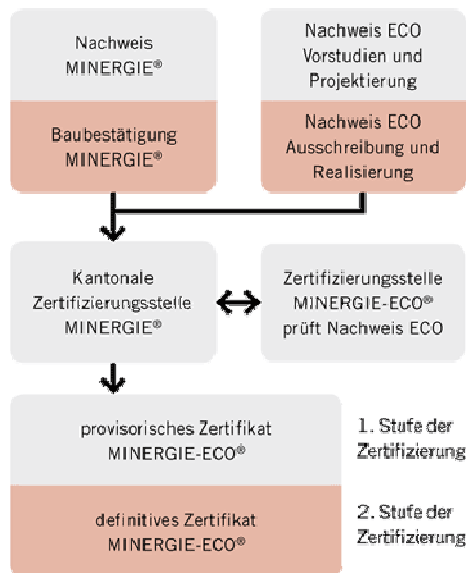 Nachweis
MINERGIE®
Baubestätigung
MINERGIE®
Nachweis ECO
Vorstudien und
Projektierung
Nachweis ECO
Ausschreibung und
Realisierung
Kantonale
Zertifizierungsstelle
MINERGIE®
Zertifizierungsstelle
MINERGIE-ECO®
prüft Nachweis ECO
provisorisches Zertifikat
MINERGIE-ECO®
1. Stufe der
Zertifizierung
definitives Zertifikat
MINERGIE-ECO®
2. Stufe der
Zertifizierung